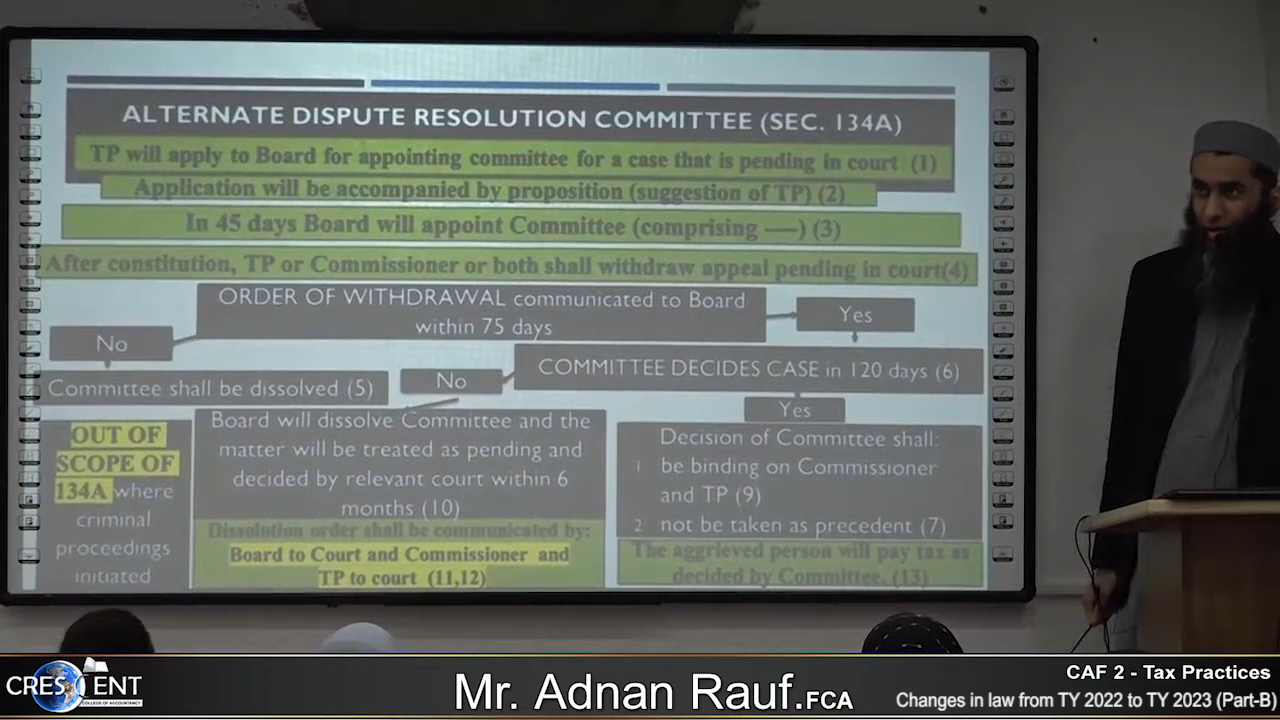 ALTERNATE DISPUTE RESOLUTION COMMITTEE (SEC. 134A)
TP will apply to Board for appointing committee for a case that is pending in court (1)
Application will be accompanied by proposition (suggestion of TP) (2)
In 45 days Board will appoint Committee (comprising ----) (3)
After constitution, TP or Commissioner or both shall withdraw appeal pending in court(4)
ORDER OF WITHDRAWAL communicated to Board
within 75 days
Yes
No
COMMITTEE DECIDES CASE in 120 days (6)
Committee shall be dissolved (5)
No
Yes
OUT OF
SCOPE OF
134A where
criminal
proceedings
initiated
Board will dissolve Committee and the
matter will be treated as pending and
decided by relevant court within 6
months (10)
Dissolution order shall be communicated by:
Board to Court and Commissioner and
TP to court (11,12)
Decision of Committee shall:
1 be binding on Commissioner
and TP (9)
2 not be taken as precedent (7)
The aggrieved person will pay tax as
decided by Committee. (13)
CRESCENT
COLLEGE OF ACCOUNTANCY
Mr. Adnan Rauf.FCA
CAF 2 - Tax Practices
Changes in law from TY 2022 to TY 2023 (Part-B)